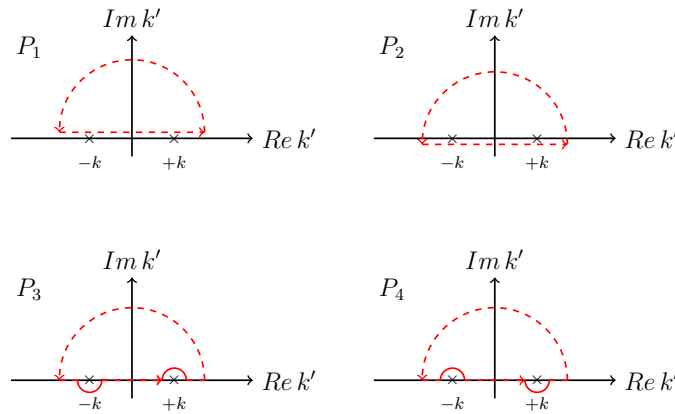 Im k′
P₁
Re k′
−k
+k
Im k′
P₂
Re k′
−k
+k
Im k′
P₃
Re k′
−k
+k
Im k′
P₄
Re k′
−k
+k